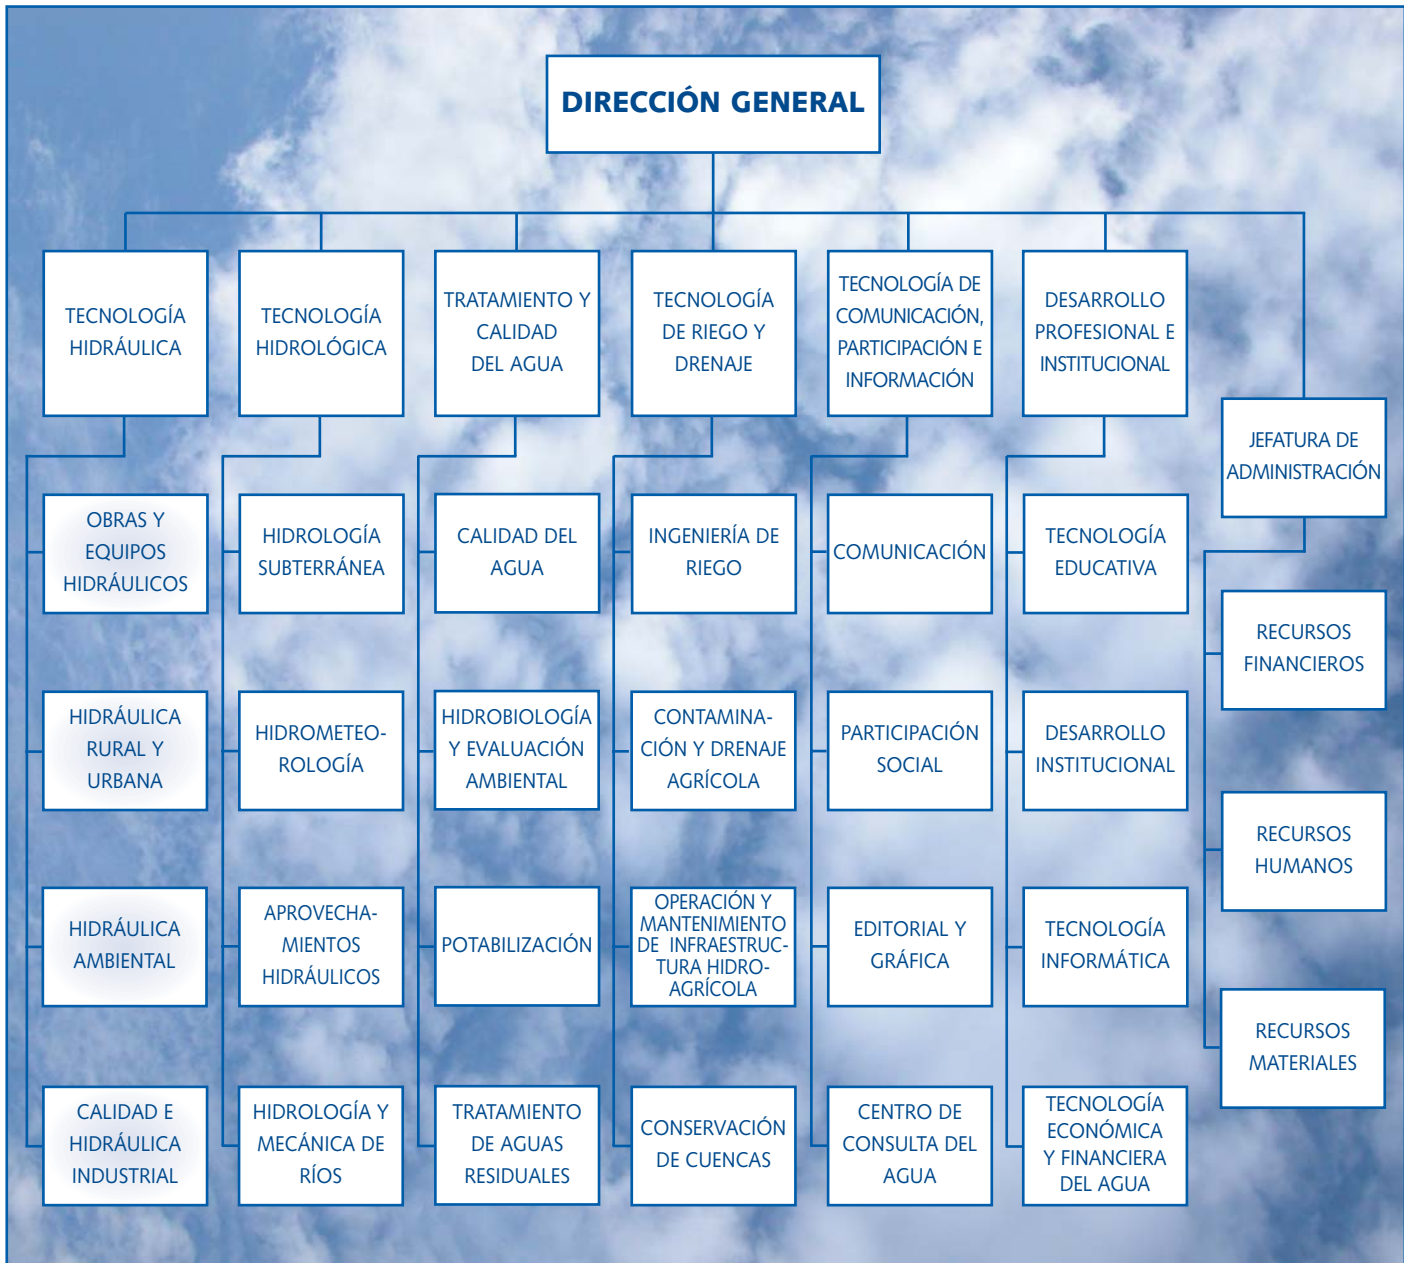 DIRECCIÓN GENERAL
TECNOLOGÍA
HIDRÁULICA
TECNOLOGÍA
HIDROLÓGICA
TRATAMIENTO Y
CALIDAD
DEL AGUA
TECNOLOGÍA
DE RIEGO Y
DRENAJE
TECNOLOGÍA DE
COMUNICACIÓN,
PARTICIPACIÓN E
INFORMACIÓN
DESARROLLO
PROFESIONAL E
INSTITUCIONAL
JEFATURA DE
ADMINISTRACIÓN
OBRAS Y
EQUIPOS
HIDRÁULICOS
HIDROLOGÍA
SUBTERRÁNEA
CALIDAD DEL
AGUA
INGENIERÍA DE
RIEGO
COMUNICACIÓN
TECNOLOGÍA
EDUCATIVA
RECURSOS
FINANCIEROS
HIDRÁULICA
RURAL Y
URBANA
HIDROMETEO-
ROLOGÍA
HIDROBIOLOGÍA
Y EVALUACIÓN
AMBIENTAL
CONTAMINA-
CIÓN Y DRENAJE
AGRÍCOLA
PARTICIPACIÓN
SOCIAL
DESARROLLO
INSTITUCIONAL
RECURSOS
HUMANOS
HIDRÁULICA
AMBIENTAL
APROVECHA-
MIENTOS
HIDRÁULICOS
POTABILIZACIÓN
OPERACIÓN Y
MANTENIMIENTO
DE INFRAESTRUC-
TURA HIDRO-
AGRÍCOLA
EDITORIAL Y
GRÁFICA
TECNOLOGÍA
INFORMÁTICA
RECURSOS
MATERIALES
CALIDAD E
HIDRÁULICA
INDUSTRIAL
HIDROLOGÍA Y
MECÁNICA DE
RÍOS
TRATAMIENTO
DE AGUAS
RESIDUALES
CONSERVACIÓN
DE CUENCAS
CENTRO DE
CONSULTA DEL
AGUA
TECNOLOGÍA
ECONÓMICA
Y FINANCIERA
DEL AGUA